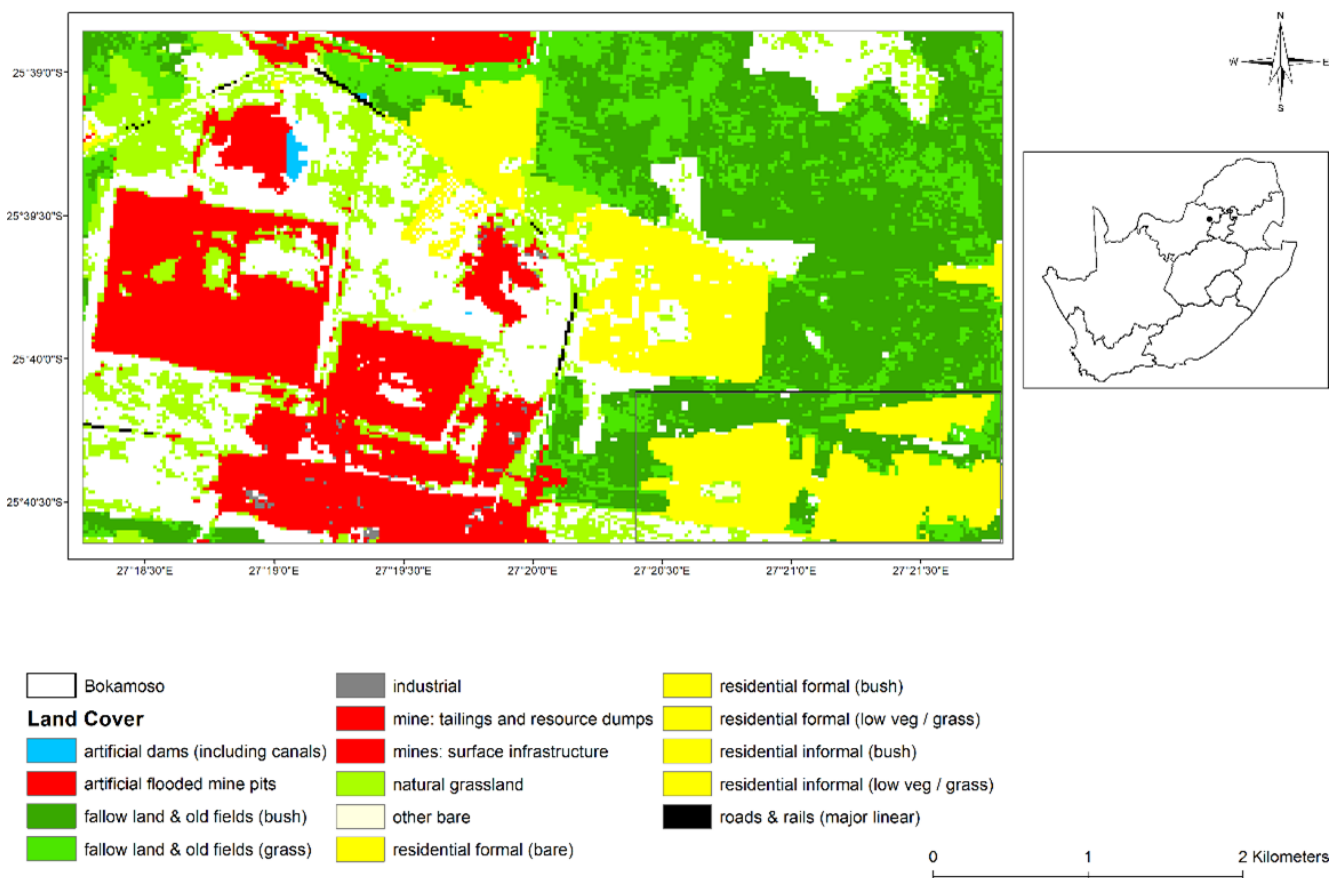 N
W
E
S
25°39'0"S
25°39'30"S
25°40'0"S
25°40'30"S
27°18'30"E
27°19'0"E
27°19'30"E
27°20'0"E
27°20'30"E
27°21'0"E
27°21'30"E
Bokamoso
Land Cover
artificial dams (including canals)
artificial flooded mine pits
fallow land & old fields (bush)
fallow land & old fields (grass)
industrial
mine: tailings and resource dumps
mines: surface infrastructure
natural grassland
other bare
residential formal (bare)
residential formal (bush)
residential formal (low veg / grass)
residential informal (bush)
residential informal (low veg / grass)
roads & rails (major linear)
0 1 2 Kilometers